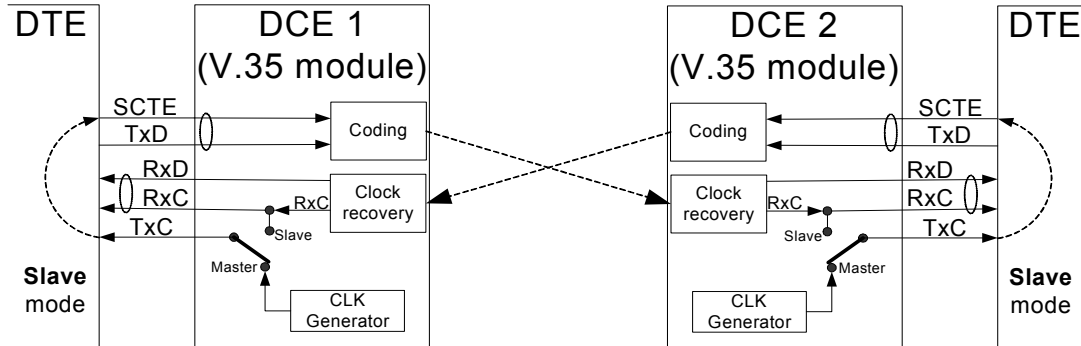 DTE
DCE 1
(V.35 module)
DCE 2
(V.35 module)
DTE
SCTE
TxD
RxD
RxC
TxC
Coding
Clock
recovery
RxC
Slave
Master
CLK
Generator
Slave
mode
Coding
Clock
recovery
RxC
Slave
Master
CLK
Generator
SCTE
TxD
RxD
RxC
TxC
Slave
mode